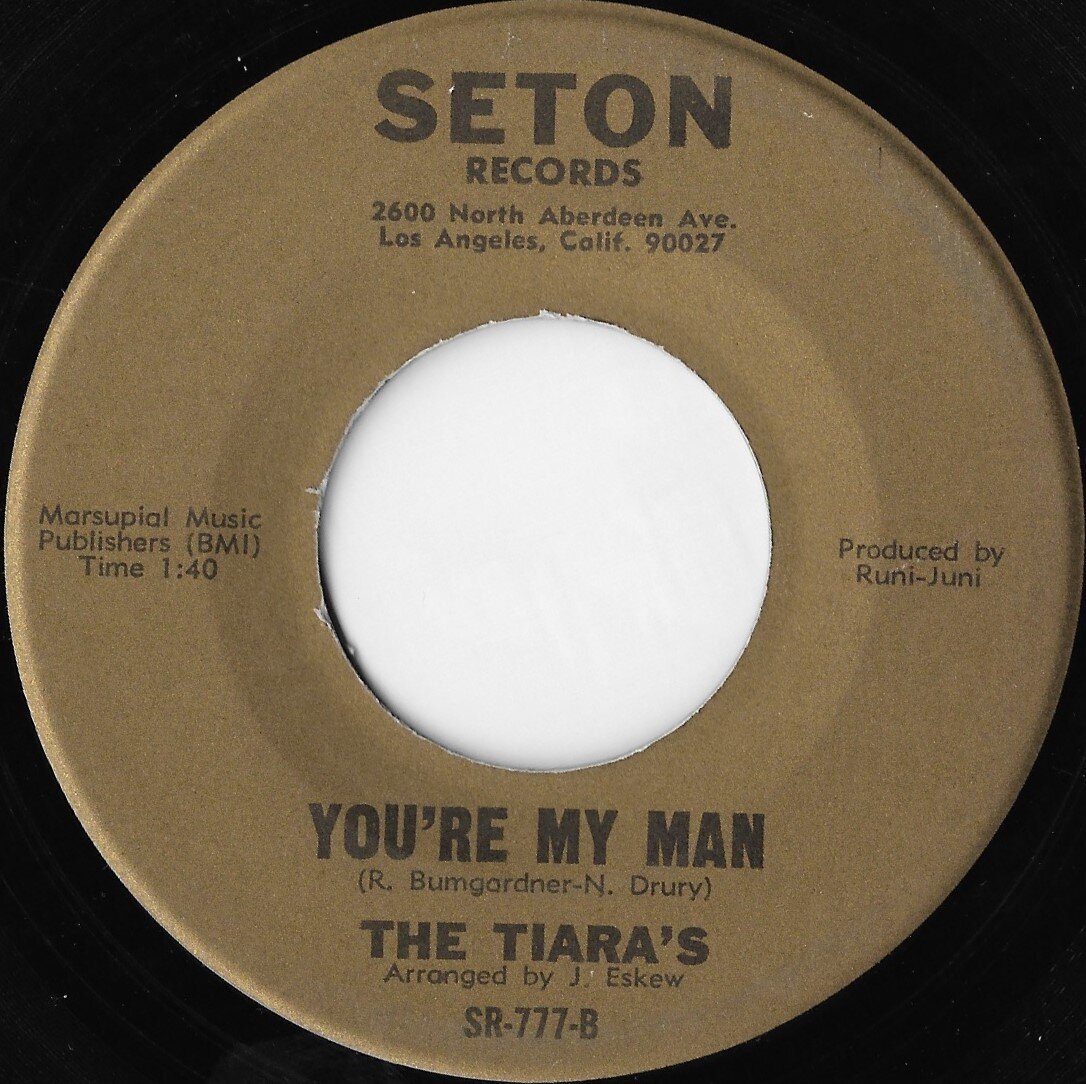 SETON
RECORDS
2600 North Aberdeen Ave.
Los Angeles, Calif. 90027
Marsupial Music
Publishers (BMI)
Time 1:40
Produced by
Runi-Juni
YOU'RE MY MAN
(R. Bumgardner-N. Drury)
THE TIARA'S
Arranged by J. Eskew
SR-777-B